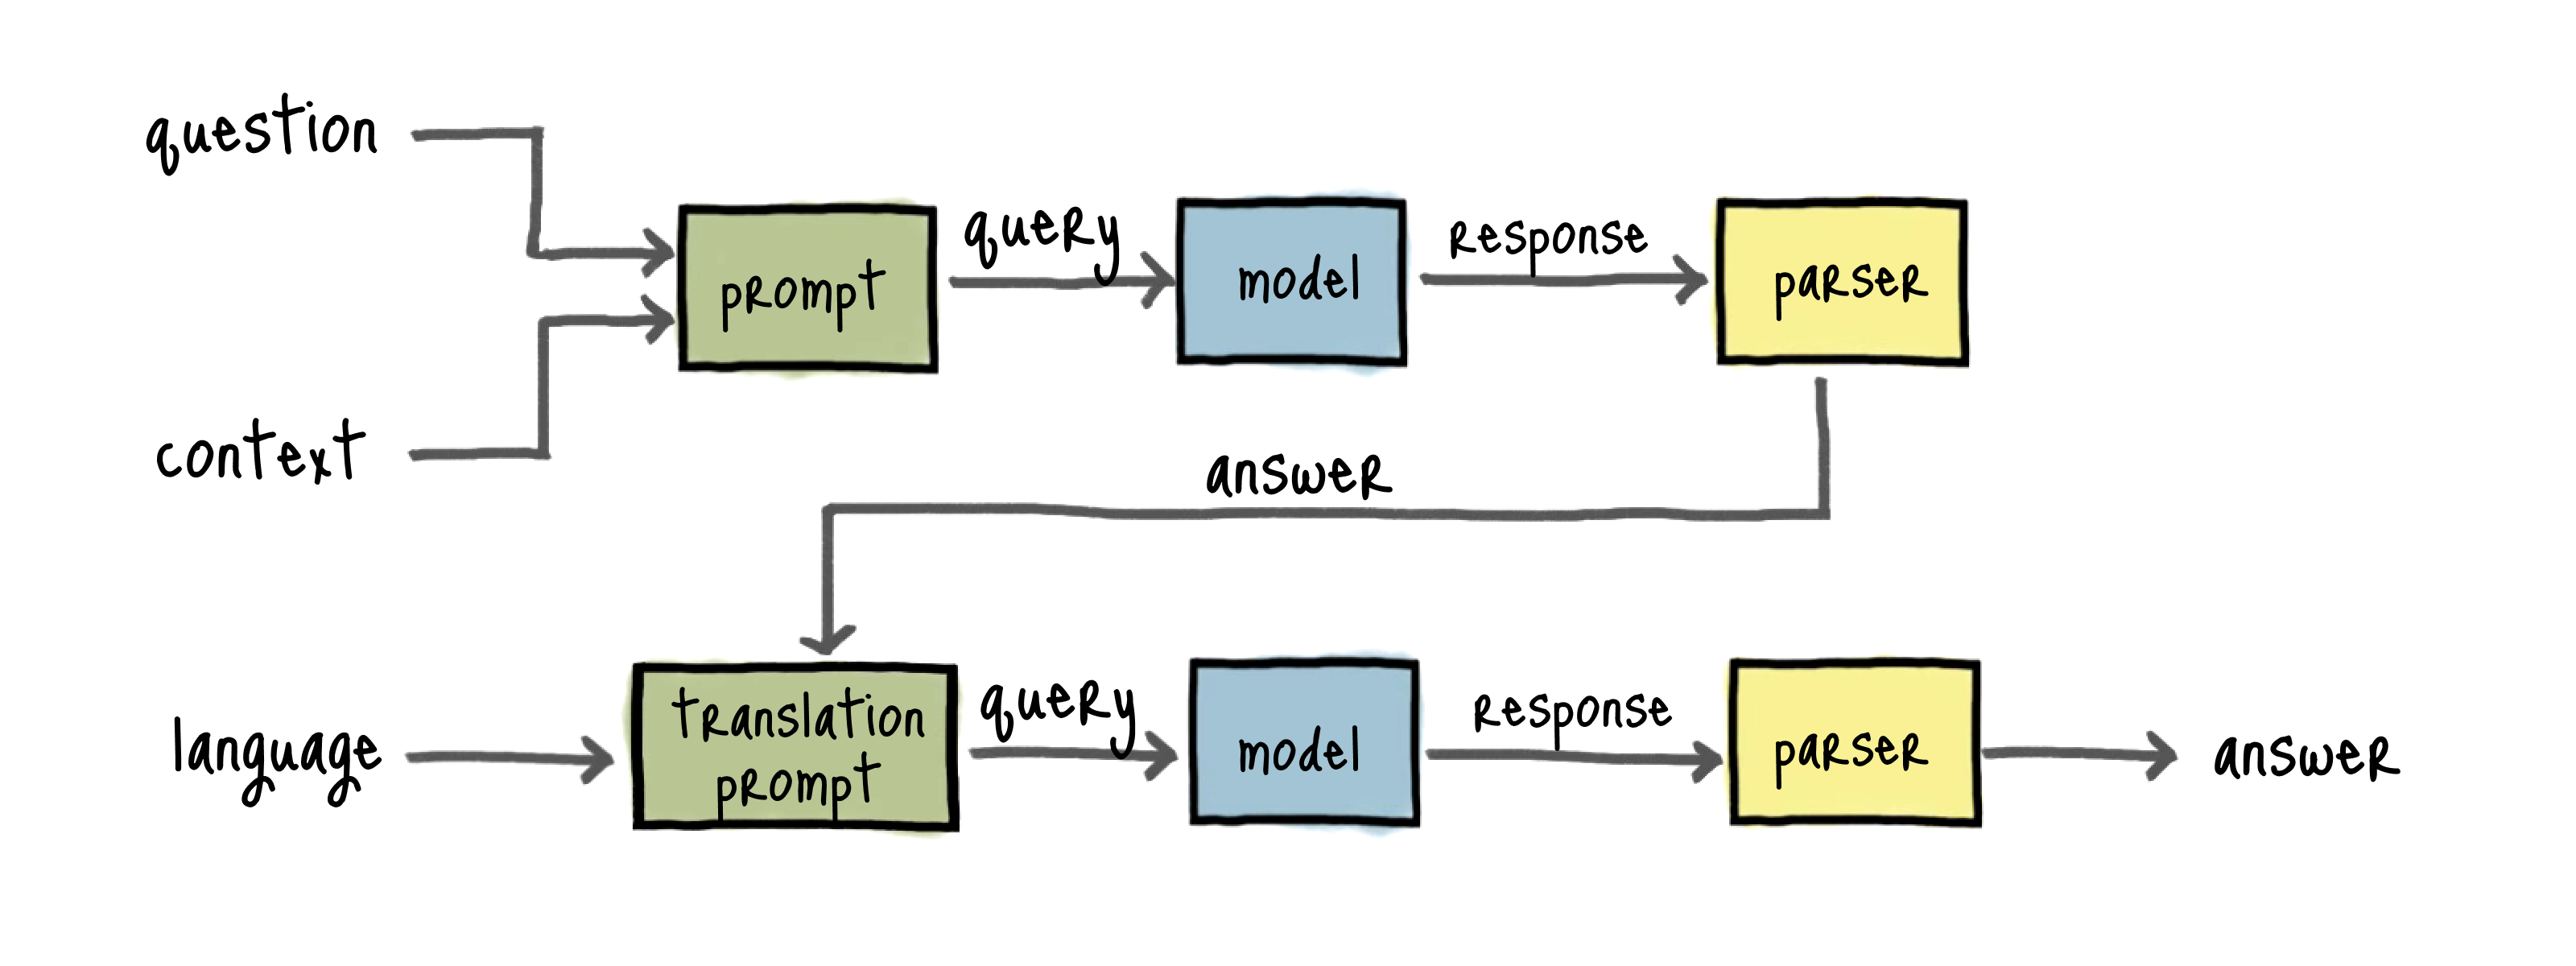 question
prompt
query
model
response
parser
context
answer
language
translation
prompt
query
model
response
parser
answer